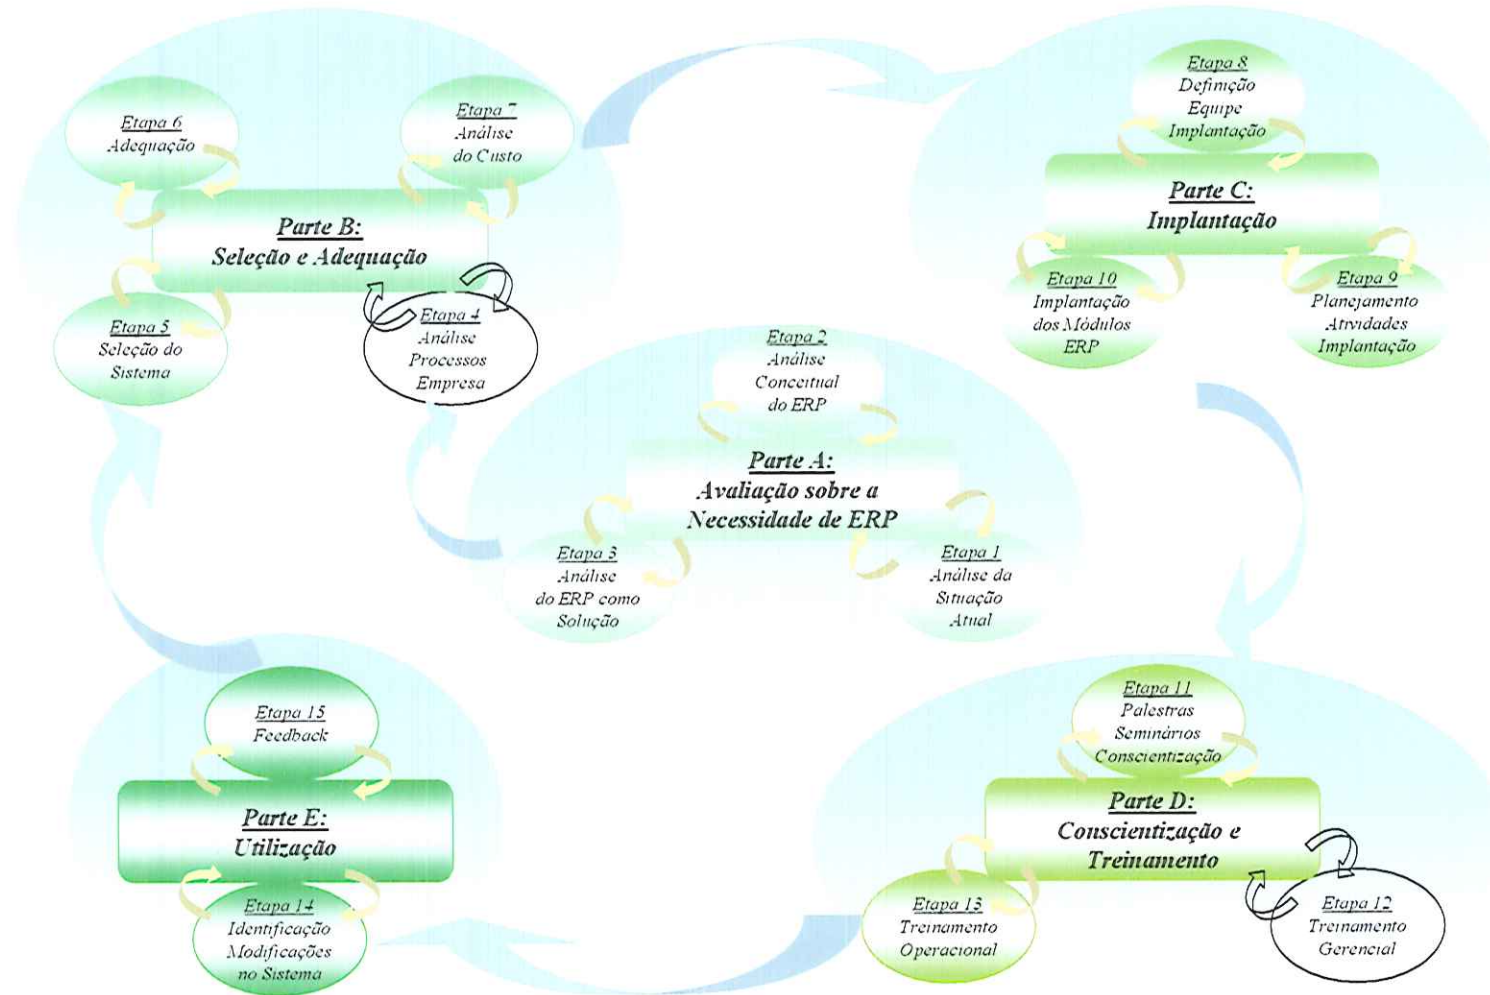 Etapa 6
Adequação
Etapa 7
Análise
do Custo
Parte B:
Seleção e Adequação
Etapa 5
Seleção do
Sistema
Etapa 4
Análise
Processos
Empresa
Etapa 8
Definição
Equipe
Implantação
Parte C:
Implantação
Etapa 10
Implantação
dos Módulos
ERP
Etapa 9
Planejamento
Atividades
Implantação
Etapa 2
Análise
Conceitual
do ERP
Parte A:
Avaliação sobre a
Necessidade de ERP
Etapa 3
Análise
do ERP como
Solução
Etapa 1
Análise da
Situação
Atual
Etapa 15
Feedback
Parte E:
Utilização
Etapa 14
Identificação
Modificações
no Sistema
Etapa 11
Palestras
Seminários
Conscientização
Parte D:
Conscientização e
Treinamento
Etapa 13
Treinamento
Operacional
Etapa 12
Treinamento
Gerencial